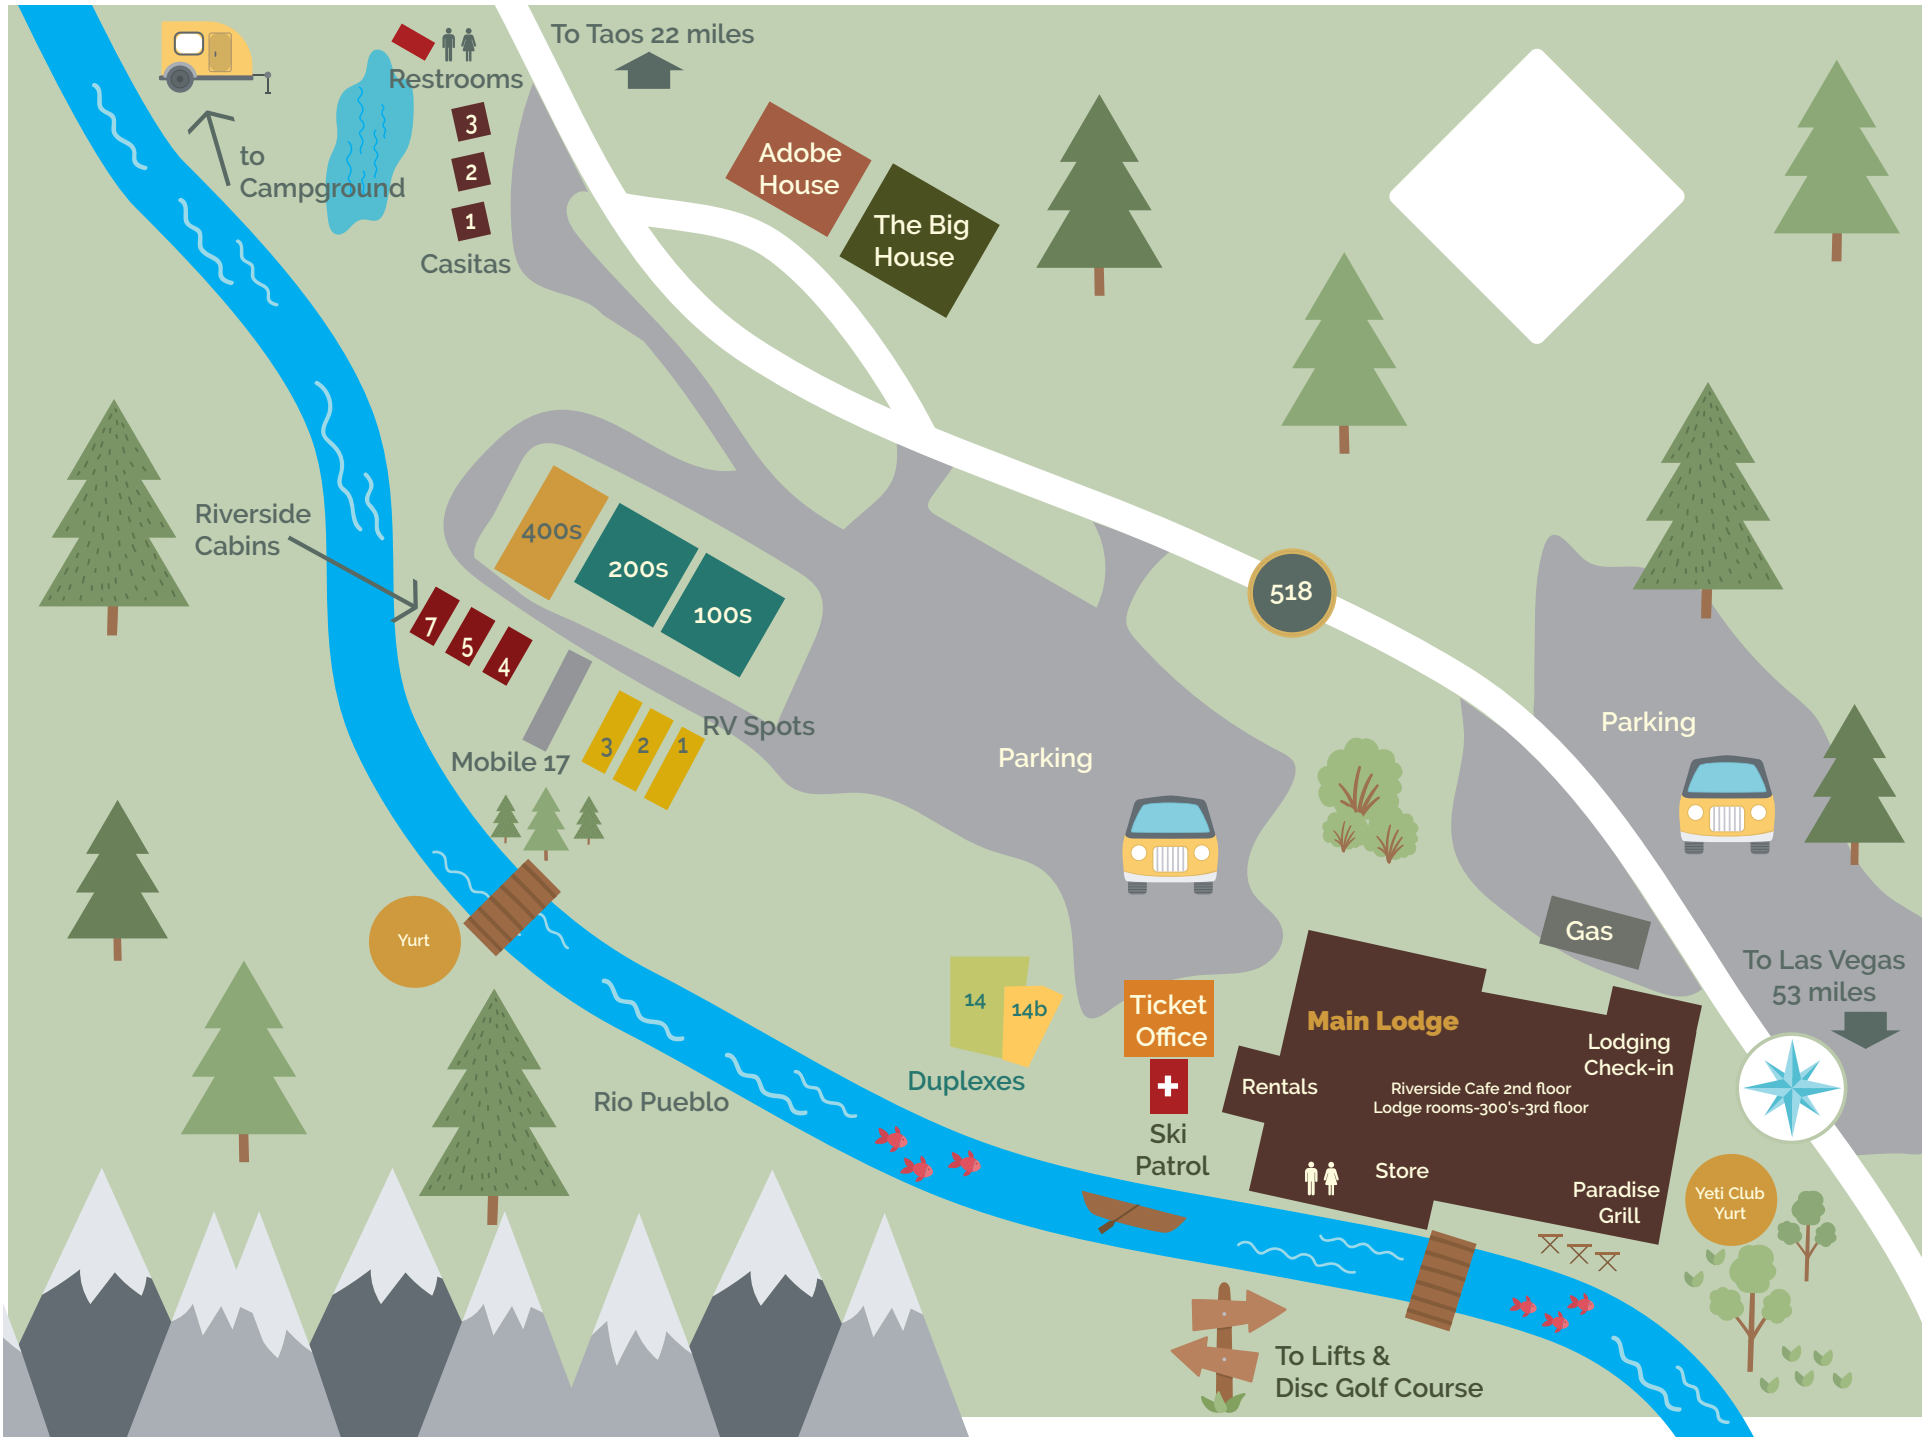 To Taos 22 miles
Restrooms
3
2
1
Casitas
to
Campground
Adobe
House
The Big
House
Riverside
Cabins
400s
200s
100s
7
5
4
518
RV Spots
3
2
1
Mobile 17
Parking
Parking
Yurt
Gas
To Las Vegas
53 miles
14
14b
Duplexes
Ticket
Office
Ski
Patrol
Main Lodge
Lodging
Check-in
Rentals
Riverside Cafe 2nd floor
Lodge rooms-300's-3rd floor
Store
Paradise
Grill
Yeti Club
Yurt
Rio Pueblo
To Lifts &
Disc Golf Course